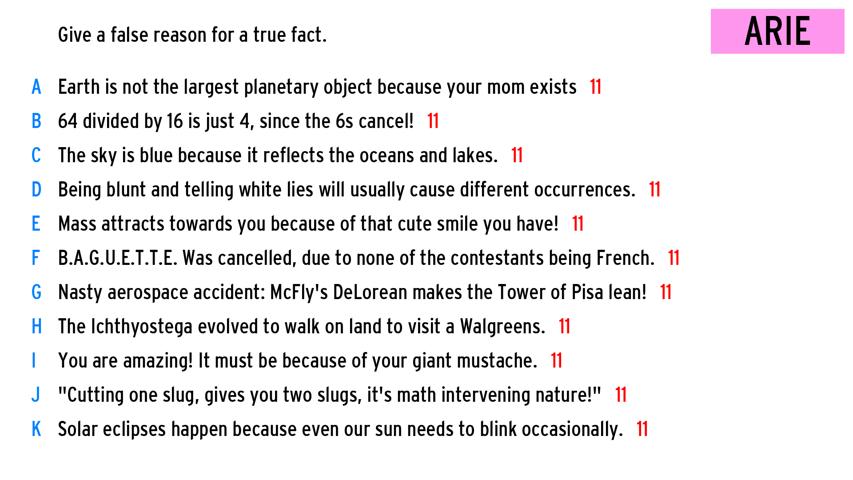 Give a false reason for a true fact.
ARIE
A Earth is not the largest planetary object because your mom exists 11
B 64 divided by 16 is just 4, since the 6s cancel! 11
C The sky is blue because it reflects the oceans and lakes. 11
D Being blunt and telling white lies will usually cause different occurrences. 11
E Mass attracts towards you because of that cute smile you have! 11
F B.A.G.U.E.T.T.E. Was cancelled, due to none of the contestants being French. 11
G Nasty aerospace accident: McFly's DeLorean makes the Tower of Pisa lean! 11
H The Ichthyostega evolved to walk on land to visit a Walgreens. 11
I You are amazing! It must be because of your giant mustache. 11
J "Cutting one slug, gives you two slugs, it's math intervening nature!" 11
K Solar eclipses happen because even our sun needs to blink occasionally. 11